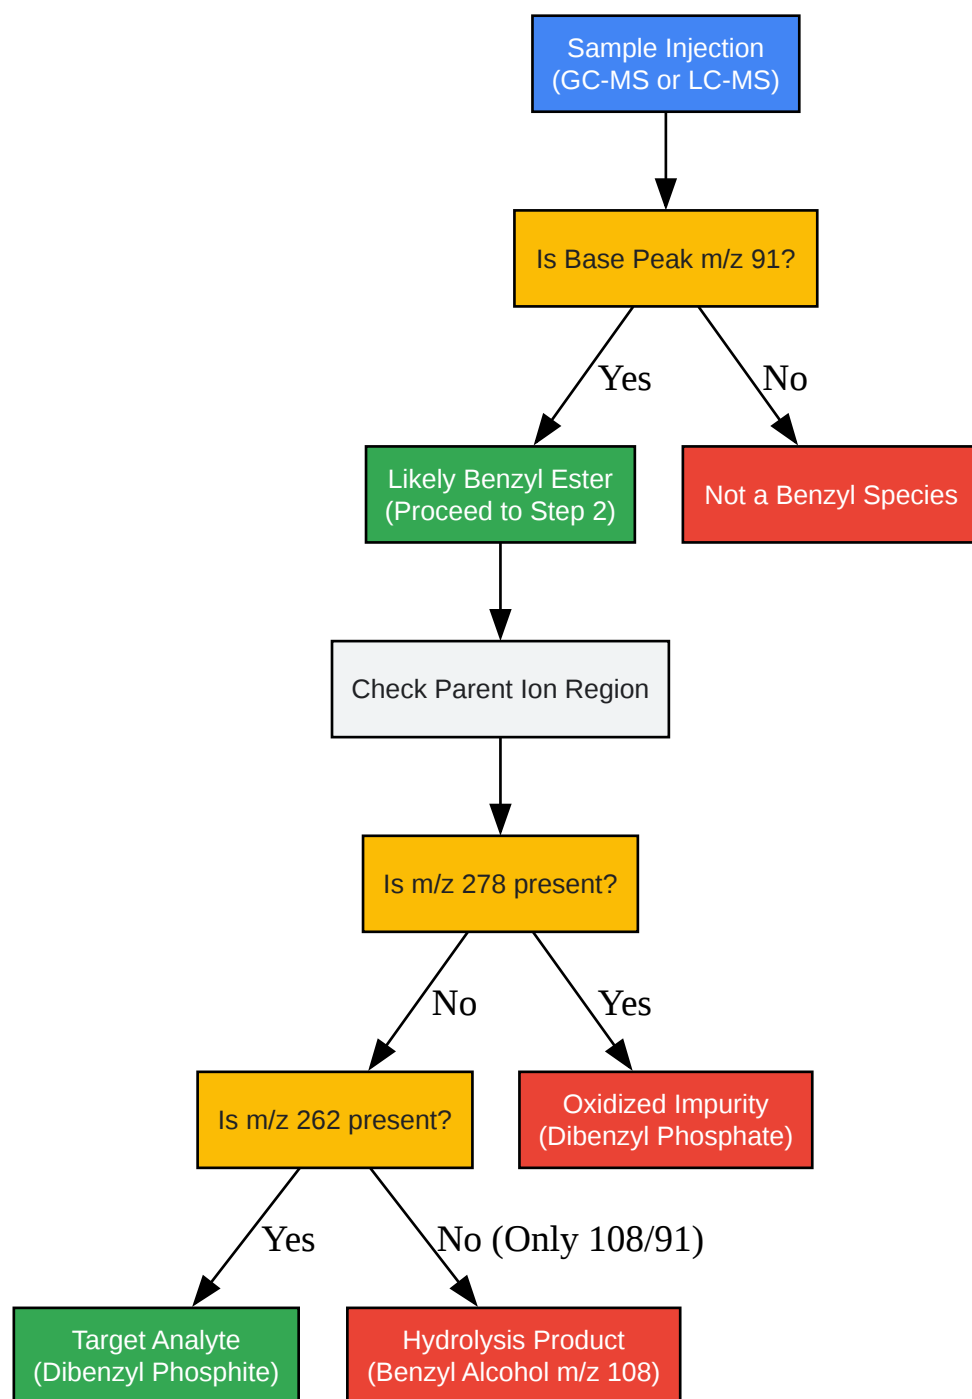 Sample Injection
(GC-MS or LC-MS)
Is Base Peak m/z 91?
Yes
No
Likely Benzyl Ester
(Proceed to Step 2)
Not a Benzyl Species
Check Parent Ion Region
Is m/z 278 present?
No
Yes
Is m/z 262 present?
Oxidized Impurity
(Dibenzyl Phosphate)
Yes
No (Only 108/91)
Target Analyte
(Dibenzyl Phosphite)
Hydrolysis Product
(Benzyl Alcohol m/z 108)